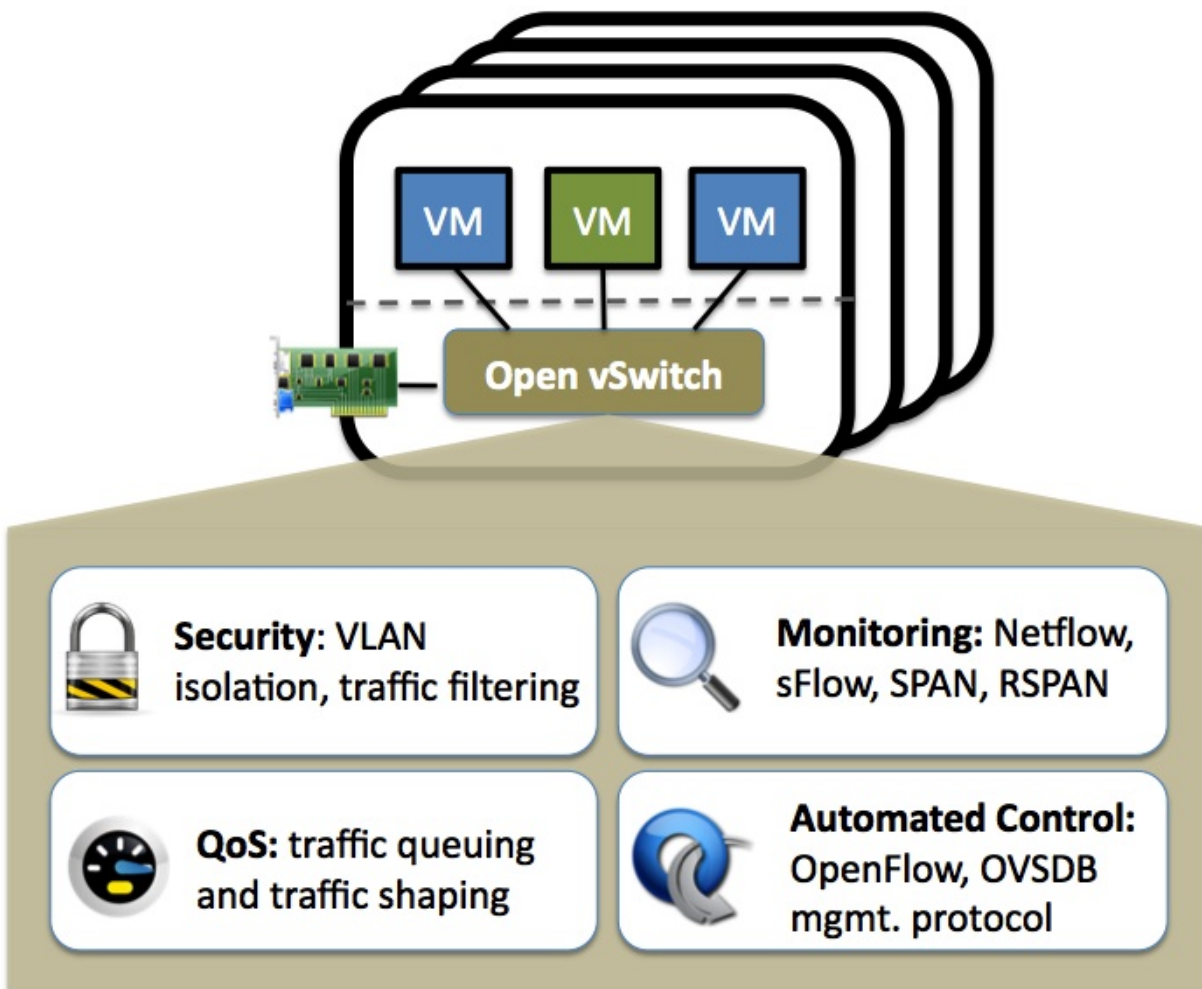 VM VM VM
Open vSwitch
Security: VLAN
isolation, traffic filtering
Monitoring: Netflow,
sFlow, SPAN, RSPAN
QoS: traffic queuing
and traffic shaping
Automated Control:
OpenFlow, OVSDB
mgmt. protocol